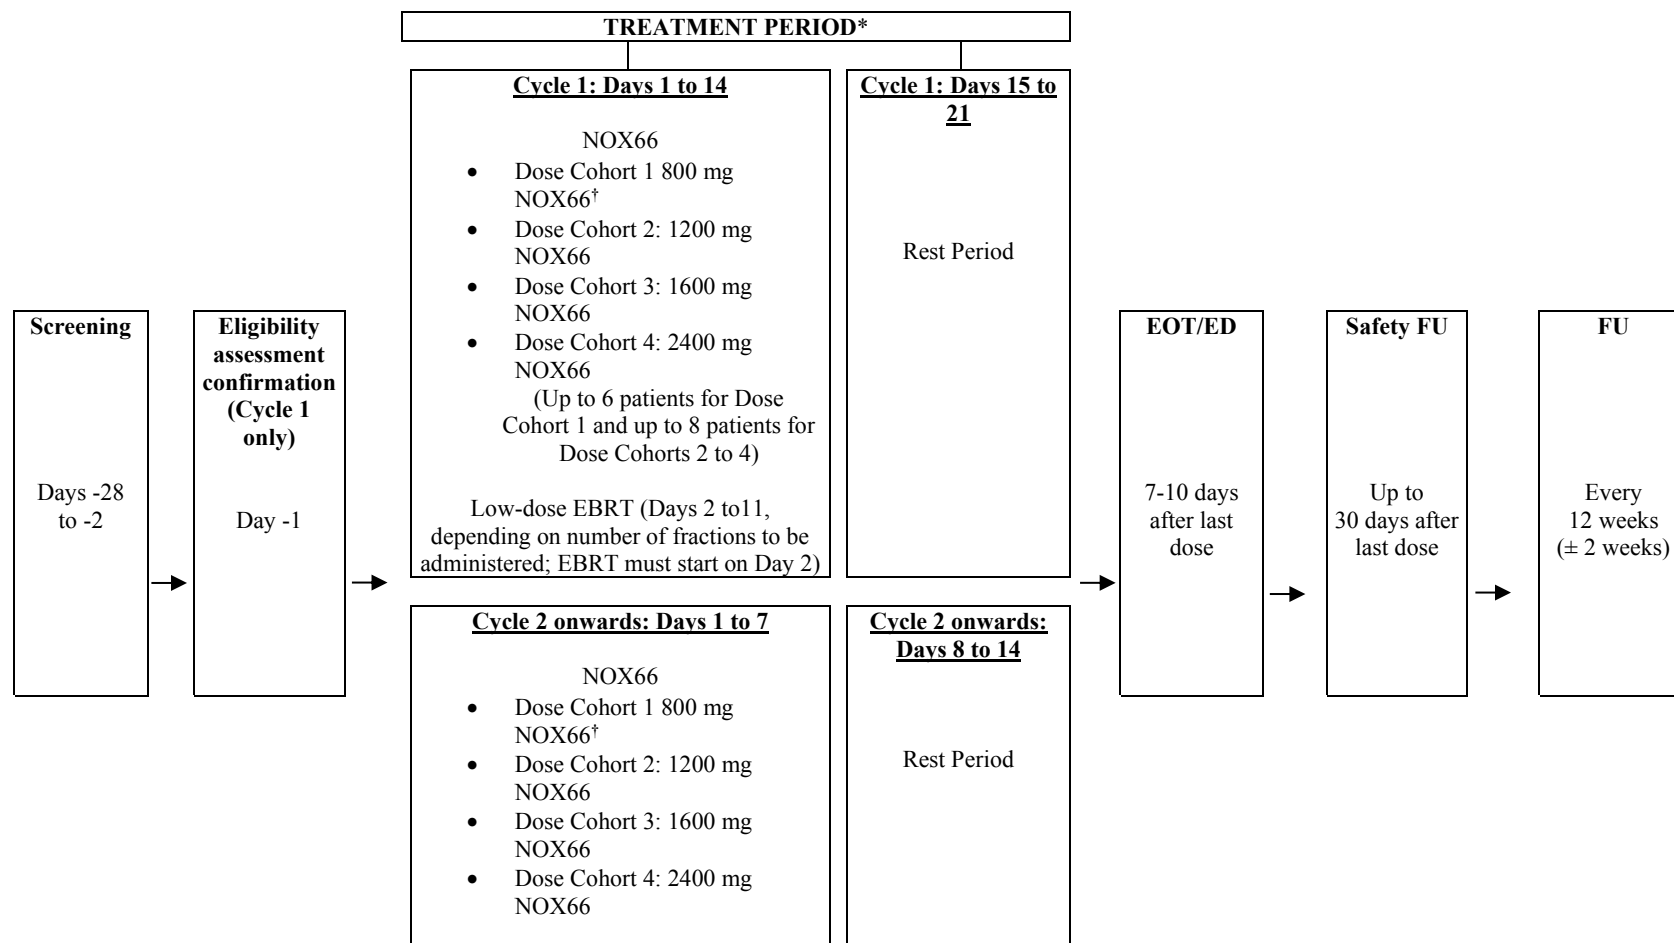 TREATMENT PERIOD*
Screening
Days -28
to -2
Eligibility
assessment
confirmation
(Cycle 1
only)
Day -1
Cycle 1: Days 1 to 14
NOX66
• Dose Cohort 1 800 mg
NOX66†
• Dose Cohort 2: 1200 mg
NOX66
• Dose Cohort 3: 1600 mg
NOX66
• Dose Cohort 4: 2400 mg
NOX66
(Up to 6 patients for Dose
Cohort 1 and up to 8 patients for
Dose Cohorts 2 to 4)
Low-dose EBRT (Days 2 to11,
depending on number of fractions to be
administered; EBRT must start on Day 2)
Cycle 1: Days 15 to
21
Rest Period
Cycle 2 onwards: Days 1 to 7
NOX66
• Dose Cohort 1 800 mg
NOX66†
• Dose Cohort 2: 1200 mg
NOX66
• Dose Cohort 3: 1600 mg
NOX66
• Dose Cohort 4: 2400 mg
NOX66
Cycle 2 onwards:
Days 8 to 14
Rest Period
EOT/ED
7-10 days
after last
dose
Safety FU
Up to
30 days after
last dose
FU
Every
12 weeks
(± 2 weeks)